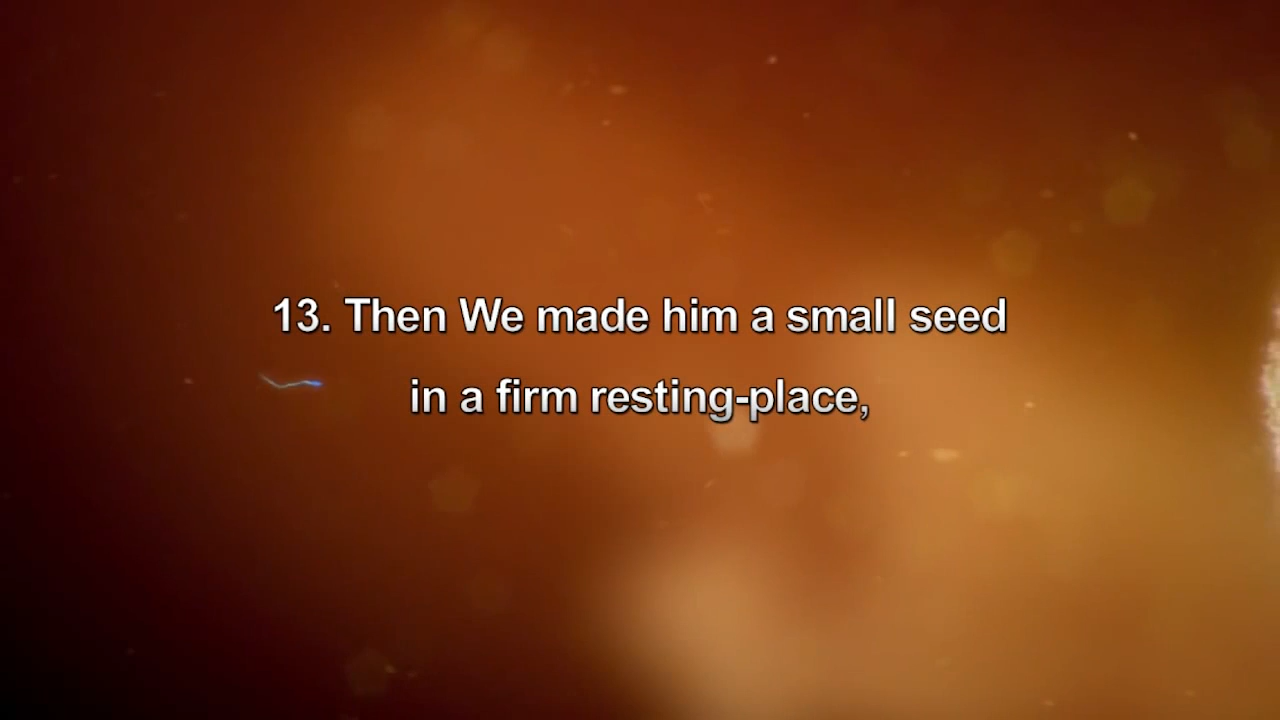 13. Then We made him a small seed
in a firm resting-place,